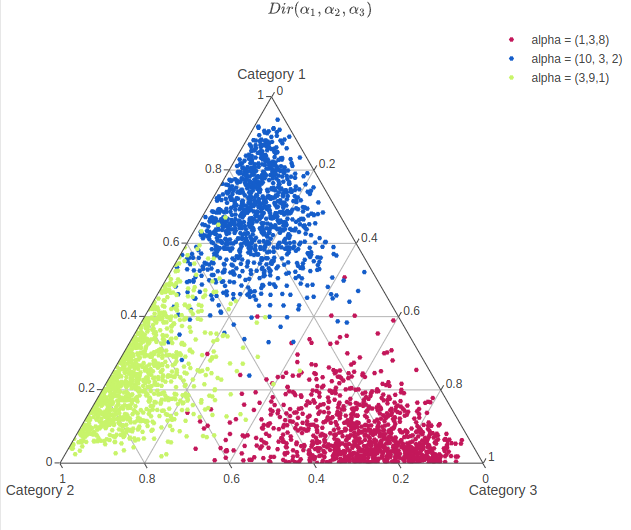 Dir(α₁, α₂, α₃)
alpha = (1,3,8)
alpha = (10, 3, 2)
alpha = (3,9,1)
Category 1
1 0
0.8 0.2
0.6 0.4
0.4 0.6
0.2 0.8
0 1
1 0.8 0.6 0.4 0.2 0
Category 2 Category 3